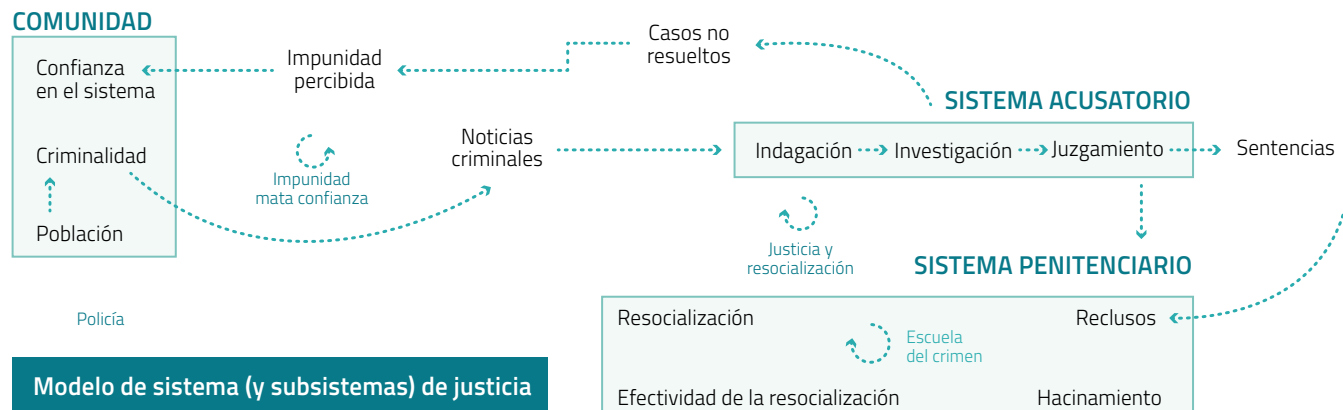 COMUNIDAD
Confianza
en el sistema
Criminalidad
Población
Impunidad
percibida
Impunidad
mata confianza
Noticias
criminales
Casos no
resueltos
SISTEMA ACUSATORIO
Indagación
Investigación
Juzgamiento
Sentencias
Justicia y
resocialización
SISTEMA PENITENCIARIO
Resocialización
Reclusos
Escuela
del crimen
Efectividad de la resocialización
Hacinamiento
Policía
Modelo de sistema (y subsistemas) de justicia